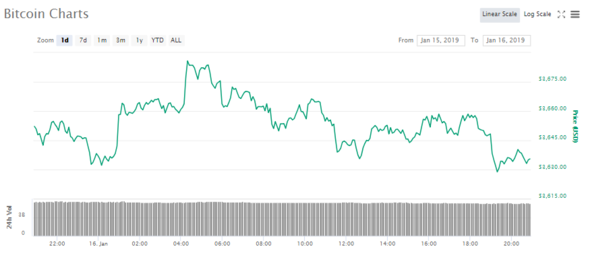 Bitcoin Charts
Linear Scale Log Scale
Zoom 1d 7d 1m 3m 1y YTD ALL
From Jan 15, 2019 To Jan 16, 2019
$3,675.00
$3,660.00
$3,645.00
$3,630.00
$3,615.00
Price (USD)
24h Vol
0
22:00 16. Jan 02:00 04:00 06:00 08:00 10:00 12:00 14:00 16:00 18:00 20:00